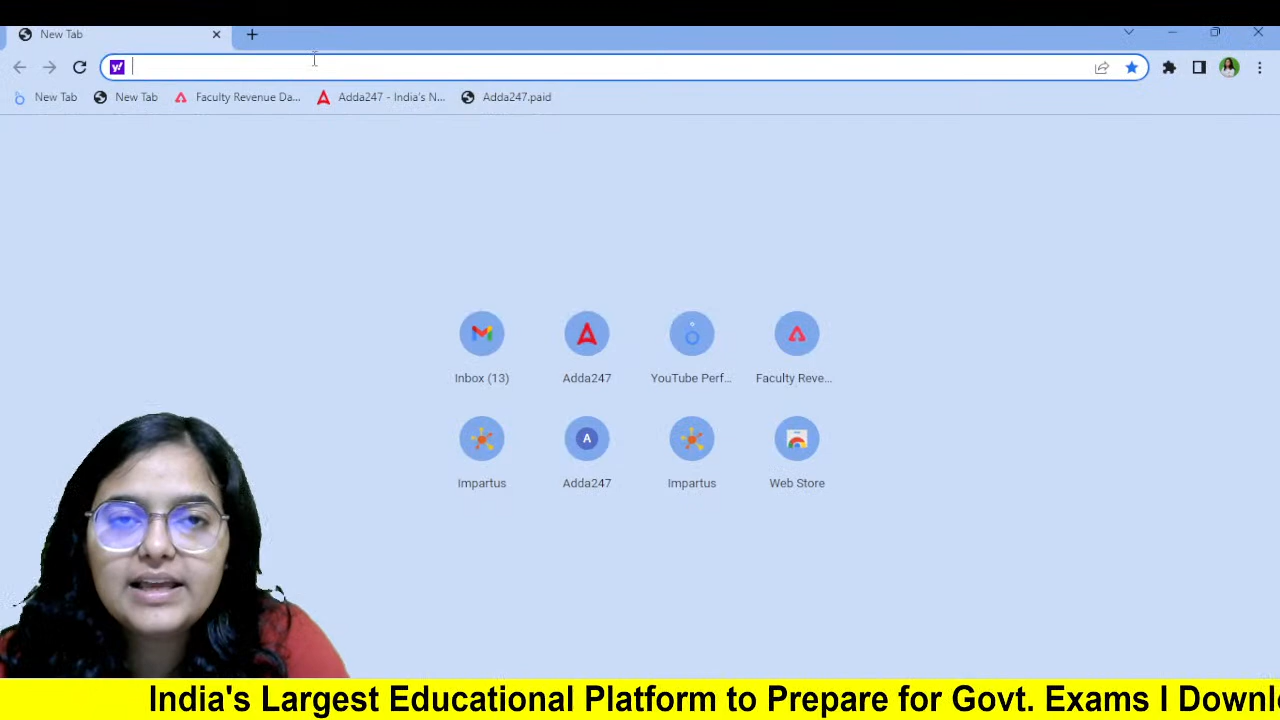 New Tab
New Tab New Tab Faculty Revenue Da... Adda247 - India's N... Adda247.paid
Inbox (13) Adda247 YouTube Perf... Faculty Reve...
A
Impartus Adda247 Impartus Web Store
India's Largest Educational Platform to Prepare for Govt. Exams I Downl